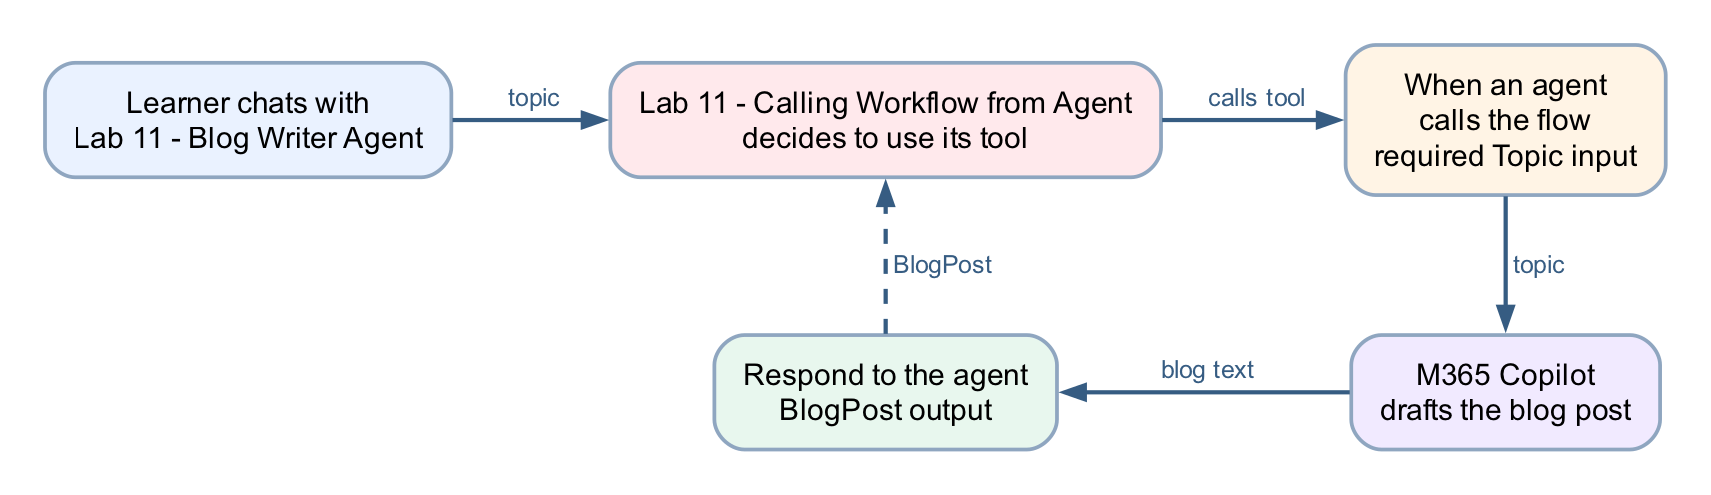 Learner chats with
Lab 11 - Blog Writer Agent
topic
Lab 11 - Calling Workflow from Agent
decides to use its tool
calls tool
When an agent
calls the flow
required Topic input
topic
M365 Copilot
drafts the blog post
blog text
Respond to the agent
BlogPost output
BlogPost